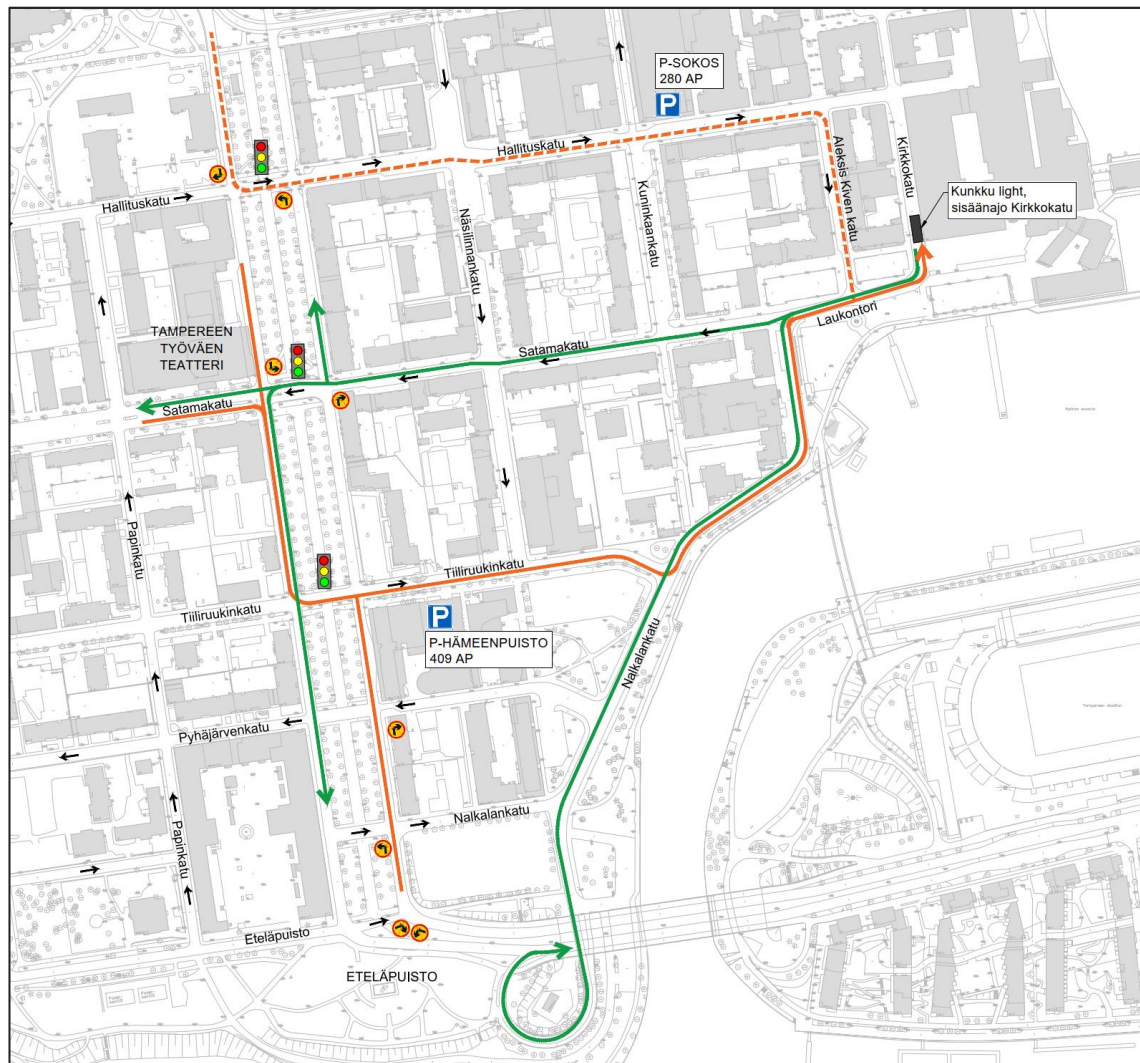 P-SOKOS
280 AP
P
Hallituskatu
Aleksis Kiven katu
Kirkkokatu
Kunkku light,
sisäänajo Kirkkokatu
Hallituskatu
Näsilinnankatu
Kuninkaankatu
Laukontori
TAMPEREEN
TYÖVÄEN
TEATTERI
Satamakatu
Satamakatu
Papinkatu
Tiiliruukinkatu
Tiiliruukinkatu
P
P-HÄMEENPUISTO
409 AP
Nalkalankatu
Pyhäjärvenkatu
Nalkalankatu
Papinkatu
Eteläpuisto
ETELÄPUISTO